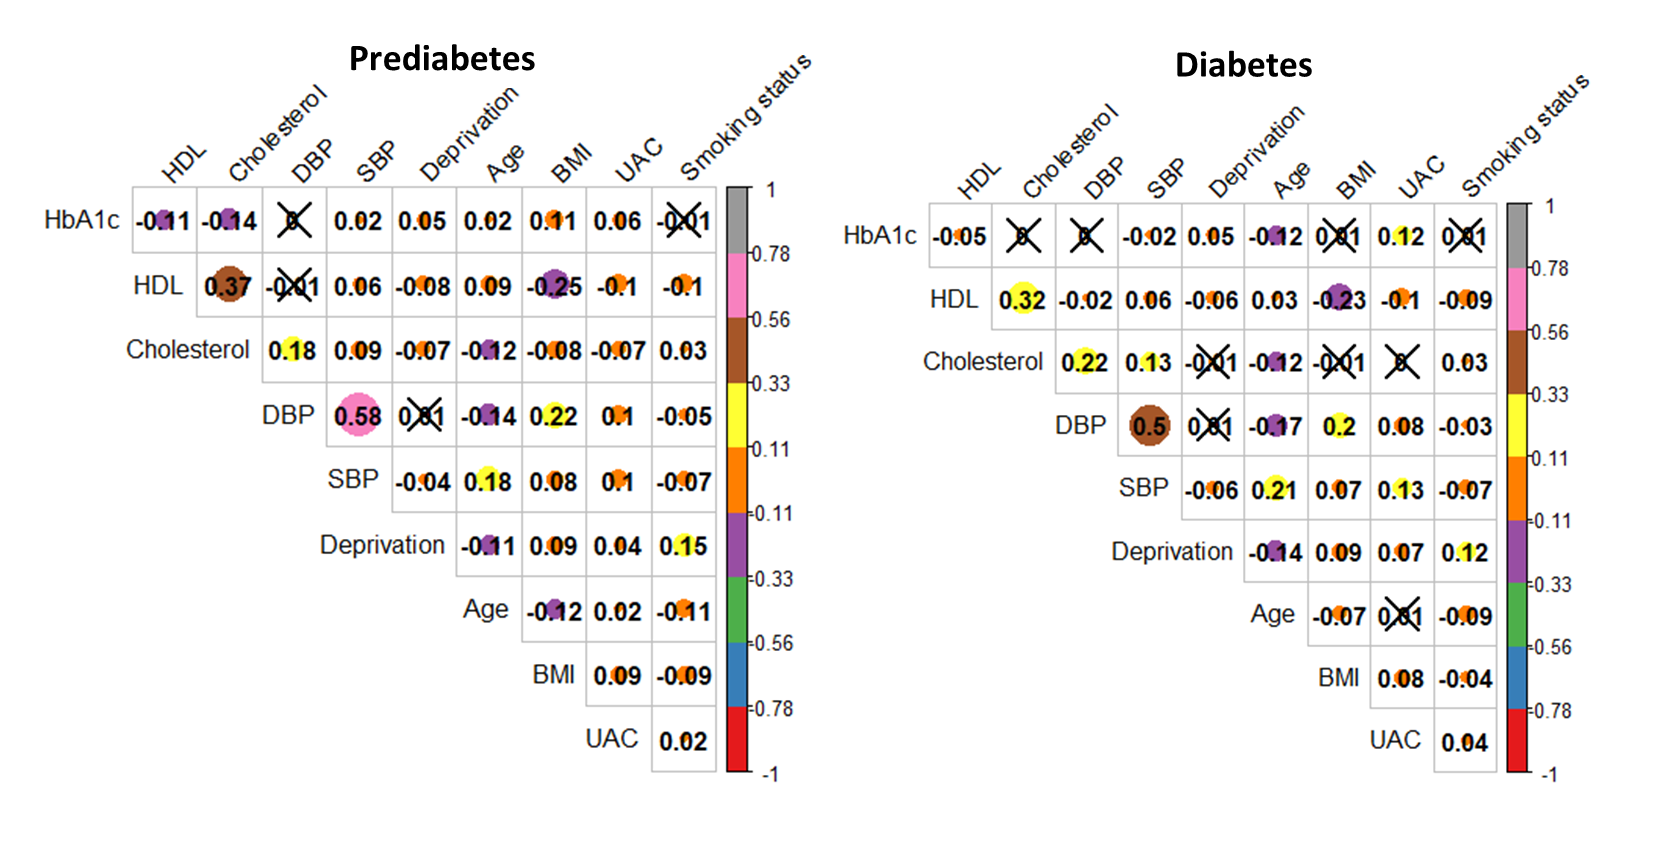 Prediabetes
HDL Cholesterol DBP SBP Deprivation Age BMI UAC Smoking status
HbA1c -0.11 -0.14 0 0.02 0.05 0.02 0.11 0.06 -0.01
HDL 0.37 -0.01 0.06 -0.08 0.09 -0.25 -0.1 -0.1
Cholesterol 0.18 0.09 -0.07 -0.12 -0.08 -0.07 0.03
DBP 0.58 0.01 -0.14 0.22 0.1 -0.05
SBP -0.04 0.18 0.08 0.1 -0.07
Deprivation -0.11 0.09 0.04 0.15
Age -0.12 0.02 -0.11
BMI 0.09 -0.09
UAC 0.02
1
0.78
0.56
0.33
0.11
-0.11
-0.33
-0.56
-0.78
-1
Diabetes
HDL Cholesterol DBP SBP Deprivation Age BMI UAC Smoking status
HbA1c -0.05 0 0 -0.02 0.05 -0.12 0.01 0.12 0.01
HDL 0.32 -0.02 0.06 -0.06 0.03 -0.23 -0.1 -0.09
Cholesterol 0.22 0.13 -0.01 -0.12 -0.01 0 0.03
DBP 0.5 0.01 -0.17 0.2 0.08 -0.03
SBP -0.06 0.21 0.07 0.13 -0.07
Deprivation -0.14 0.09 0.07 0.12
Age -0.07 0.01 -0.09
BMI 0.08 -0.04
UAC 0.04
1
0.78
0.56
0.33
0.11
-0.11
-0.33
-0.56
-0.78
-1